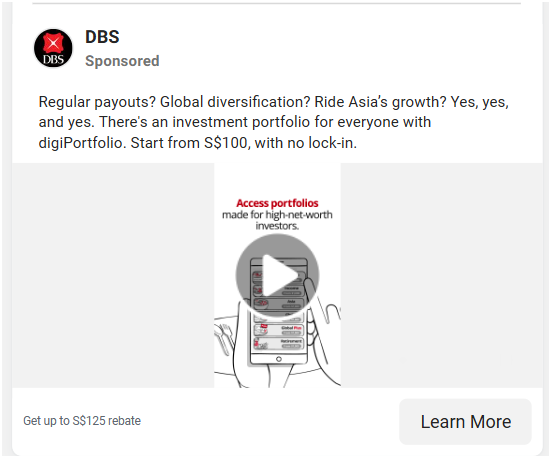 DBS
Sponsored
DBS
Regular payouts? Global diversification? Ride Asia's growth? Yes, yes,
and yes. There's an investment portfolio for everyone with
digiPortfolio. Start from S$100, with no lock-in.
Access portfolios
made for high-net-worth
investors.
Asia
Global Plus
Retirement
Get up to S$125 rebate
Learn More